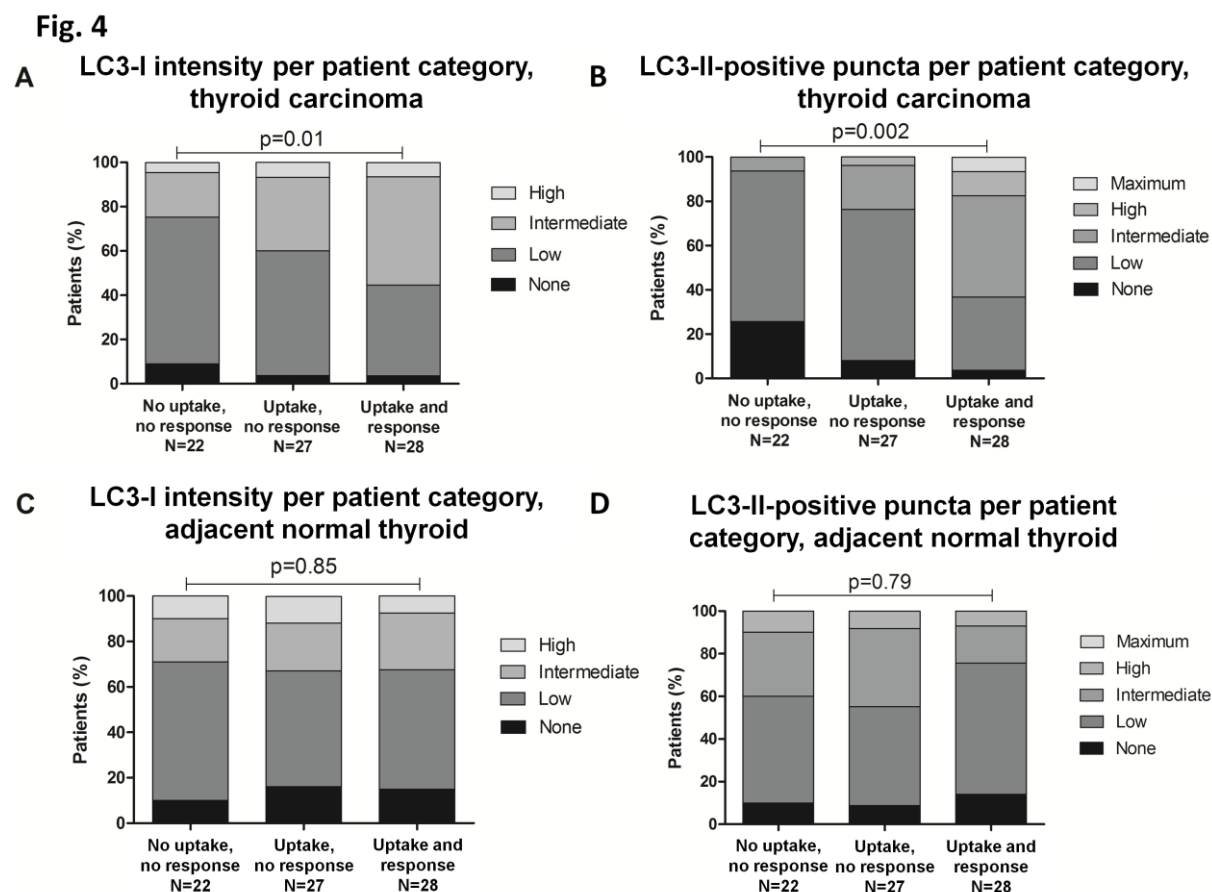 Fig. 4
A
LC3-I intensity per patient category,
thyroid carcinoma
p=0.01
100
80
60
40
20
0
Patients (%)
High
Intermediate
Low
None
No uptake,
no response
N=22
Uptake,
no response
N=27
Uptake and
response
N=28
B
LC3-II-positive puncta per patient category,
thyroid carcinoma
p=0.002
100
80
60
40
20
0
Patients (%)
Maximum
High
Intermediate
Low
None
No uptake,
no response
N=22
Uptake,
no response
N=27
Uptake and
response
N=28
C
LC3-I intensity per patient category,
adjacent normal thyroid
p=0.85
100
80
60
40
20
0
Patients (%)
High
Intermediate
Low
None
No uptake,
no response
N=22
Uptake,
no response
N=27
Uptake and
response
N=28
D
LC3-II-positive puncta per patient
category, adjacent normal thyroid
p=0.79
100
80
60
40
20
0
Patients (%)
Maximum
High
Intermediate
Low
None
No uptake,
no response
N=22
Uptake,
no response
N=27
Uptake and
response
N=28